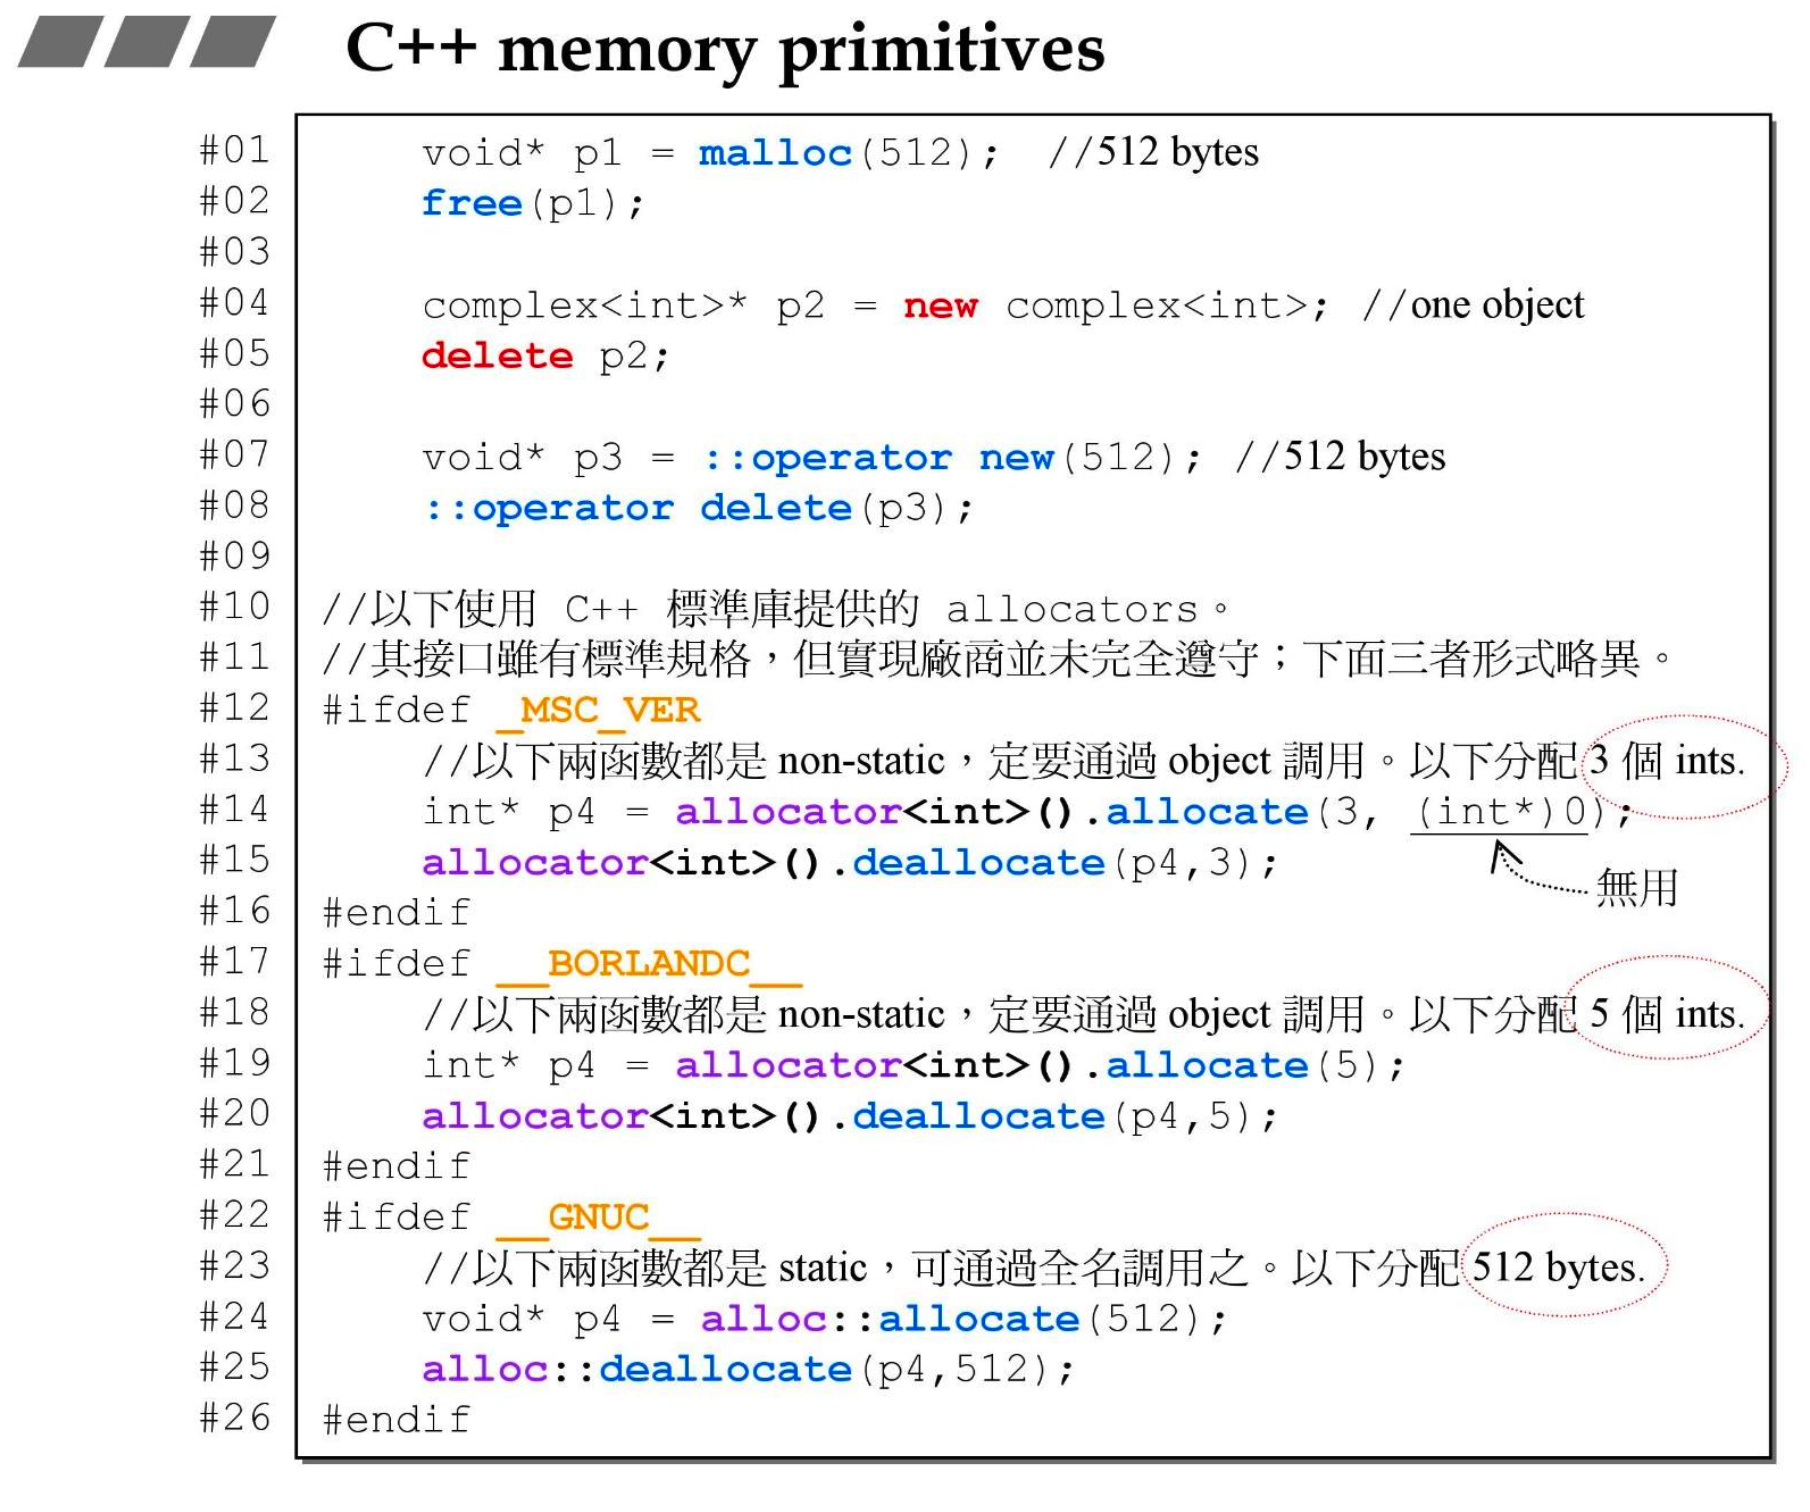 C++ memory primitives
#01 void* p1 = malloc(512); //512 bytes
#02 free(p1);
#03
#04 complex<int>* p2 = new complex<int>; //one object
#05 delete p2;
#06
#07 void* p3 = ::operator new(512); //512 bytes
#08 ::operator delete(p3);
#09
#10 //以下使用 C++ 標準庫提供的 allocators。
#11 //其接口雖有標準規格，但實現廠商並未完全遵守；下面三者形式略異。
#12 #ifdef _MSC_VER
#13 //以下兩函數都是 non-static，定要通過 object 調用。以下分配 3 個 ints.
#14 int* p4 = allocator<int>().allocate(3, (int*)0);
#15 allocator<int>().deallocate(p4,3);
無用
#16 #endif
#17 #ifdef __BORLANDC__
#18 //以下兩函數都是 non-static，定要通過 object 調用。以下分配 5 個 ints.
#19 int* p4 = allocator<int>().allocate(5);
#20 allocator<int>().deallocate(p4,5);
#21 #endif
#22 #ifdef __GNUC__
#23 //以下兩函數都是 static，可通過全名調用之。以下分配 512 bytes.
#24 void* p4 = alloc::allocate(512);
#25 alloc::deallocate(p4,512);
#26 #endif